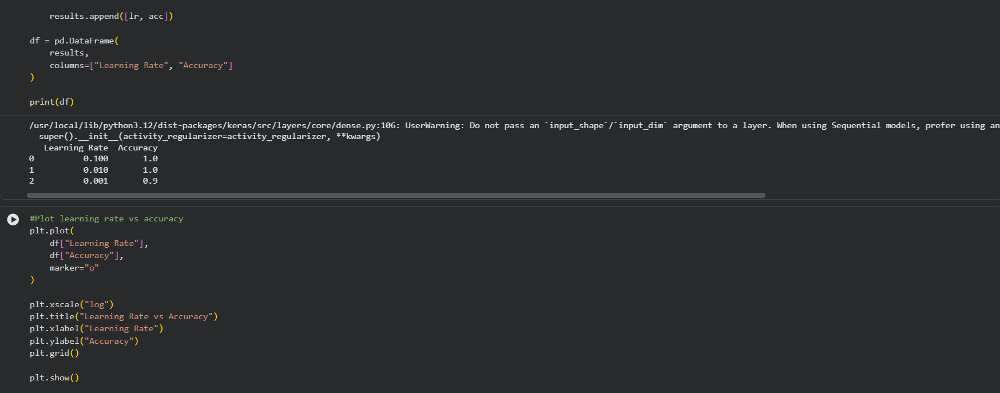 results.append([lr, acc])
df = pd.DataFrame(
results,
columns=["Learning Rate", "Accuracy"]
)
print(df)
/usr/local/lib/python3.12/dist-packages/keras/src/layers/core/dense.py:106: UserWarning: Do not pass an `input_shape`/`input_dim` argument to a layer. When using Sequential models, prefer using an
super().__init__(activity_regularizer=activity_regularizer, **kwargs)
Learning Rate  Accuracy
0          0.100       1.0
1          0.010       1.0
2          0.001       0.9
#Plot learning rate vs accuracy
plt.plot(
df["Learning Rate"],
df["Accuracy"],
marker="o"
)
plt.xscale("log")
plt.title("Learning Rate vs Accuracy")
plt.xlabel("Learning Rate")
plt.ylabel("Accuracy")
plt.grid()
plt.show()